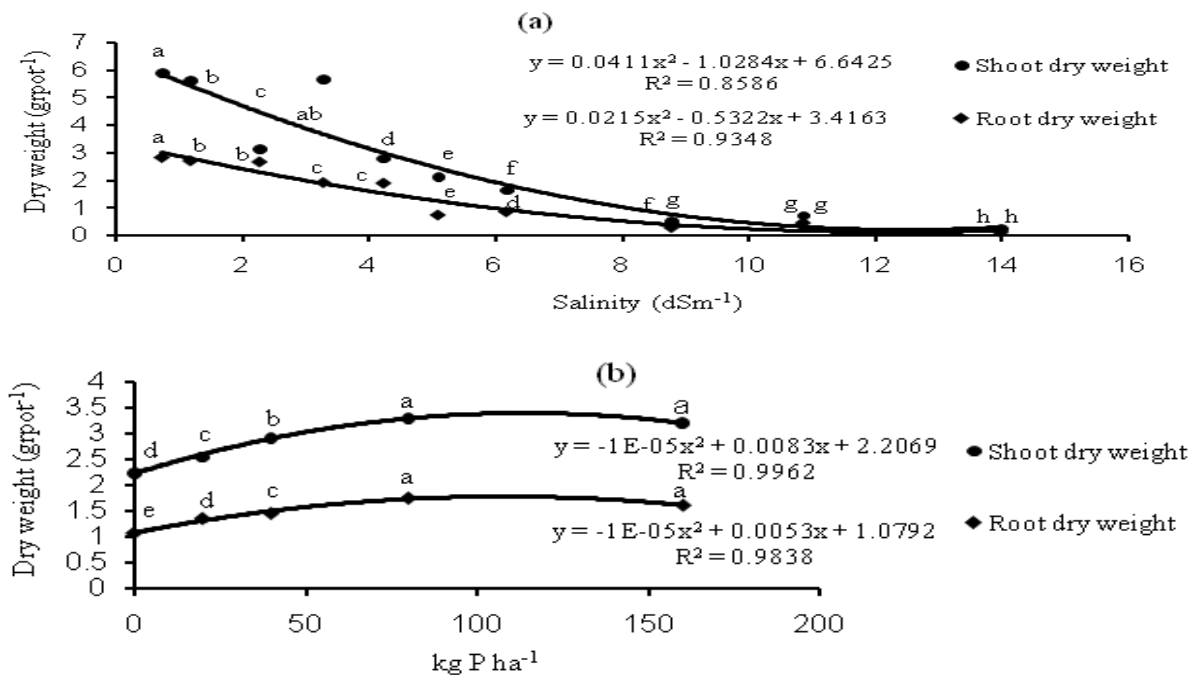 (a)
Dry weight (grpot⁻¹)
7
6
5
4
3
2
1
0
a
b
c
ab
d
e
f
g
g
h
a
b
b
c
c
e
d
f
g
h
y = 0.0411x² - 1.0284x + 6.6425
R² = 0.8586
y = 0.0215x² - 0.5322x + 3.4163
R² = 0.9348
Shoot dry weight
Root dry weight
0 2 4 6 8 10 12 14 16
Salinity (dSm⁻¹)
(b)
Dry weight (grpot⁻¹)
4
3.5
3
2.5
2
1.5
1
0.5
0
d c b a a
y = -1E-05x² + 0.0083x + 2.2069
R² = 0.9962
e d c a a
y = -1E-05x² + 0.0053x + 1.0792
R² = 0.9838
Shoot dry weight
Root dry weight
0 50 100 150 200
kg P ha⁻¹